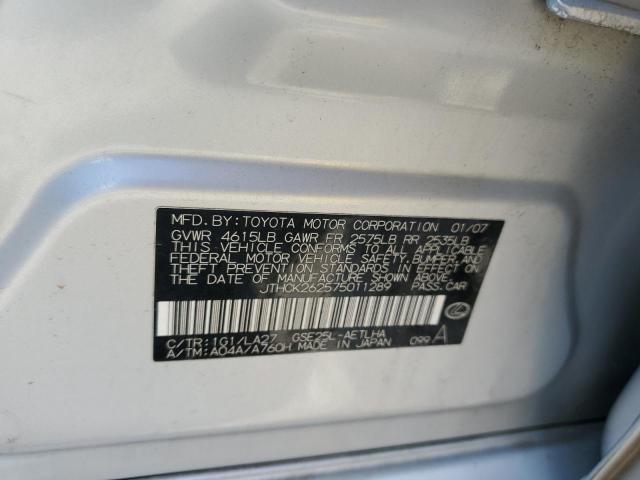 MFD. BY: TOYOTA MOTOR CORPORATION 01/07
GVWR 4615LB GAWR FR 2575LB RR 2535LB
THIS VEHICLE CONFORMS TO ALL APPLICABLE
FEDERAL MOTOR VEHICLE SAFETY, BUMPER, AND
THEFT PREVENTION STANDARDS IN EFFECT ON
THE DATE OF MANUFACTURE SHOWN ABOVE.
JTHCK262575011289 PASS. CAR
C/TR: 1G1/LA27 GSE25L-AETLHA
A/TM: A04A/A760H MADE IN JAPAN 099 A